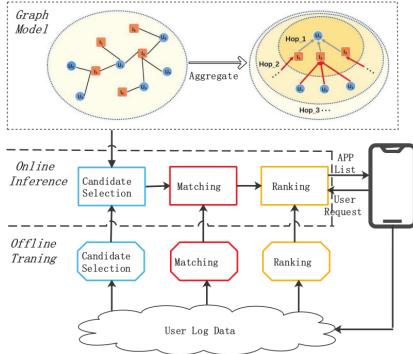 Graph
Model
Aggregate
Hop_1
Hop_2
Hop_3 ···
Online
Inference
Candidate
Selection
Matching
Ranking
APP
List
User
Request
Offline
Traning
Candidate
Selection
Matching
Ranking
User Log Data